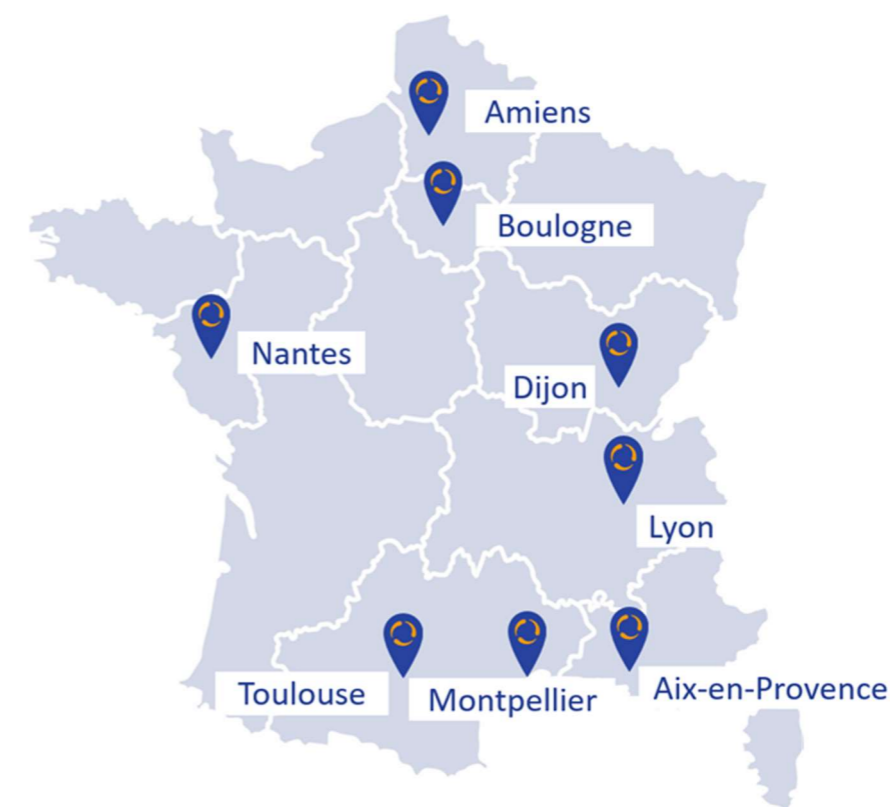 Amiens
Boulogne
Nantes
Dijon
Lyon
Toulouse
Montpellier
Aix-en-Provence